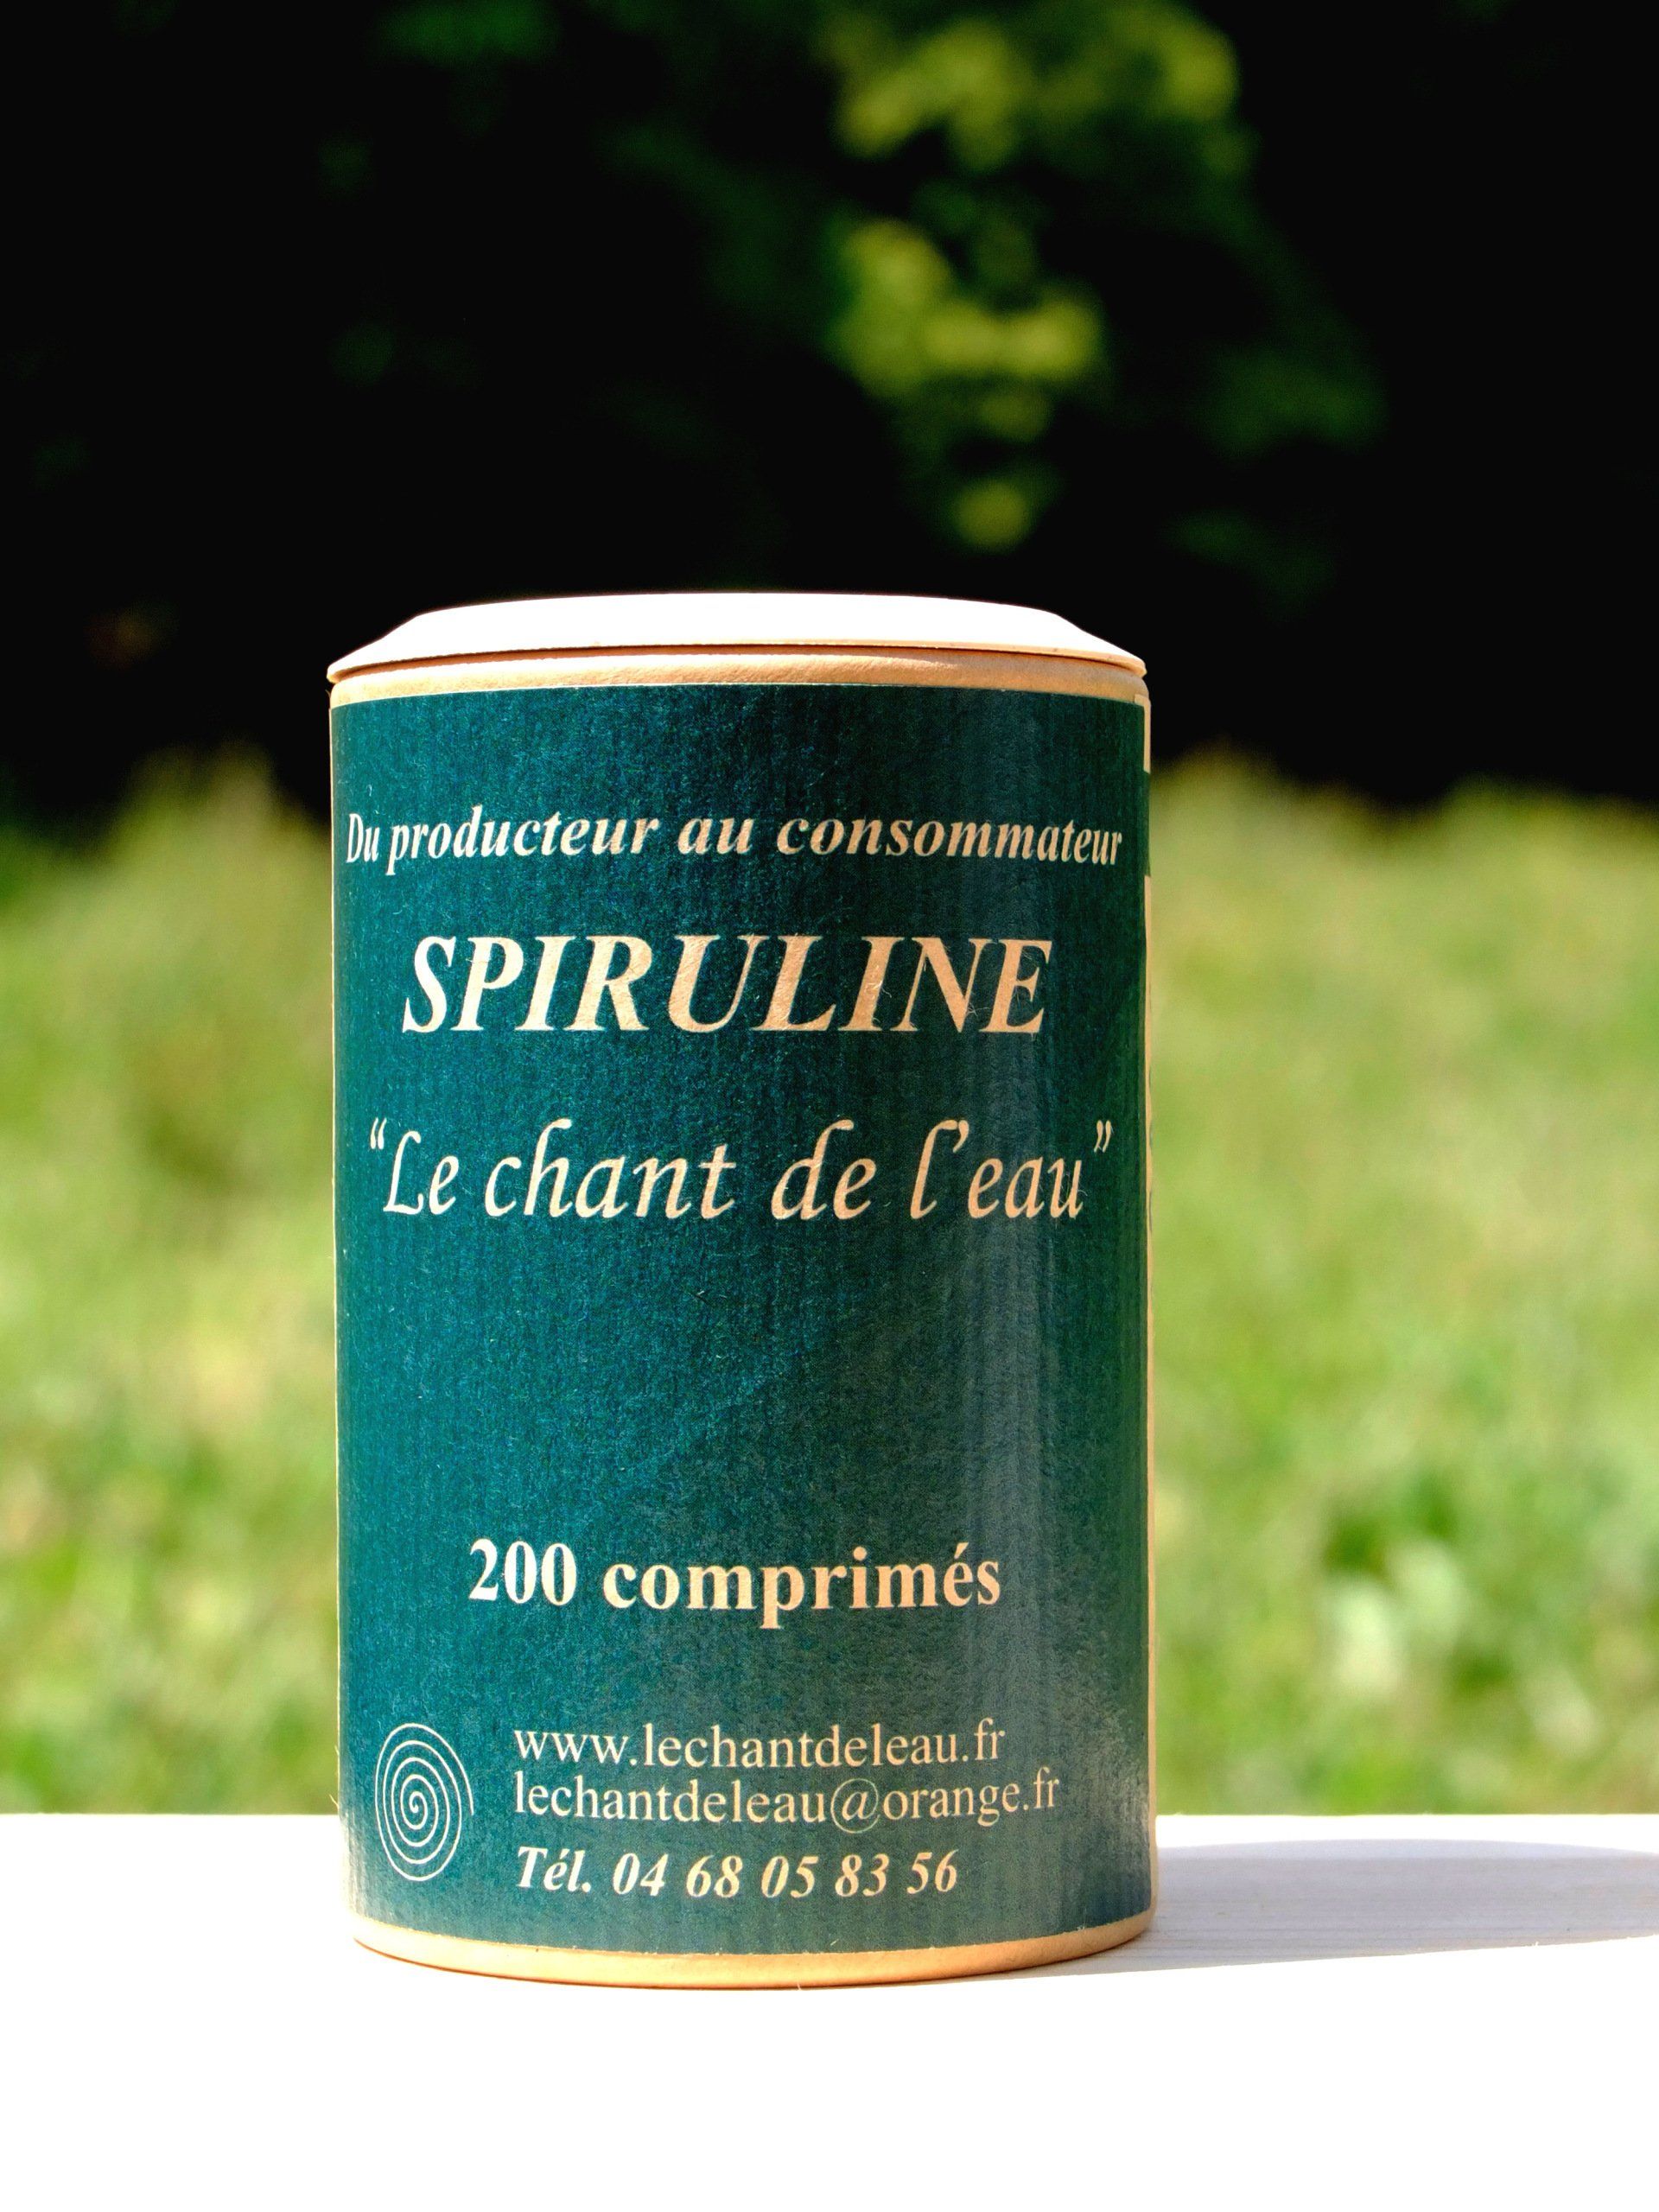 Du producteur au consommateur
SPIRULINE
“Le chant de l’eau”
200 comprimés
www.lechantdeleau.fr
lechantdeleau@orange.fr
Tél. 04 68 05 83 56